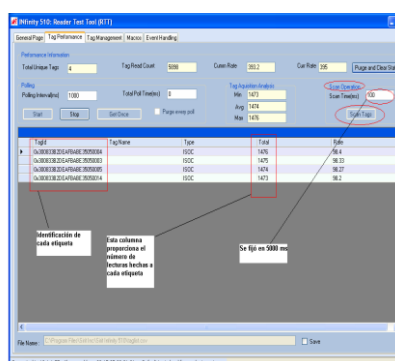 INfinity 510: Reader Test Tool (RTT)
General Page Tag Performance Tag Management Macros Event Handling
Performance Information
Total Unique Tags 4 Tag Read Count 5898 Cumm Rate 393.2 Curr Rate 395 Purge and Clear Stats
Polling Tag Acquisition Analysis Scan Operation
Polling Interval(ms) 1000 Total Poll Time(ms) 0 Min 1473 Scan Time(ms)
Start Stop Get Once Purge every poll Avg 1474 Scan Tags
Max 1476
TagId Tag Name Type Total Rate
ISOC 1476 98.4
ISOC 1475 98.33
ISOC 1474 98.27
ISOC 1473 98.2
Identificación de
cada etiqueta
Esta columna
proporciona el
número de
lecturas hechas a
cada etiqueta
Se fijó en 5000 ms
File Name: Save